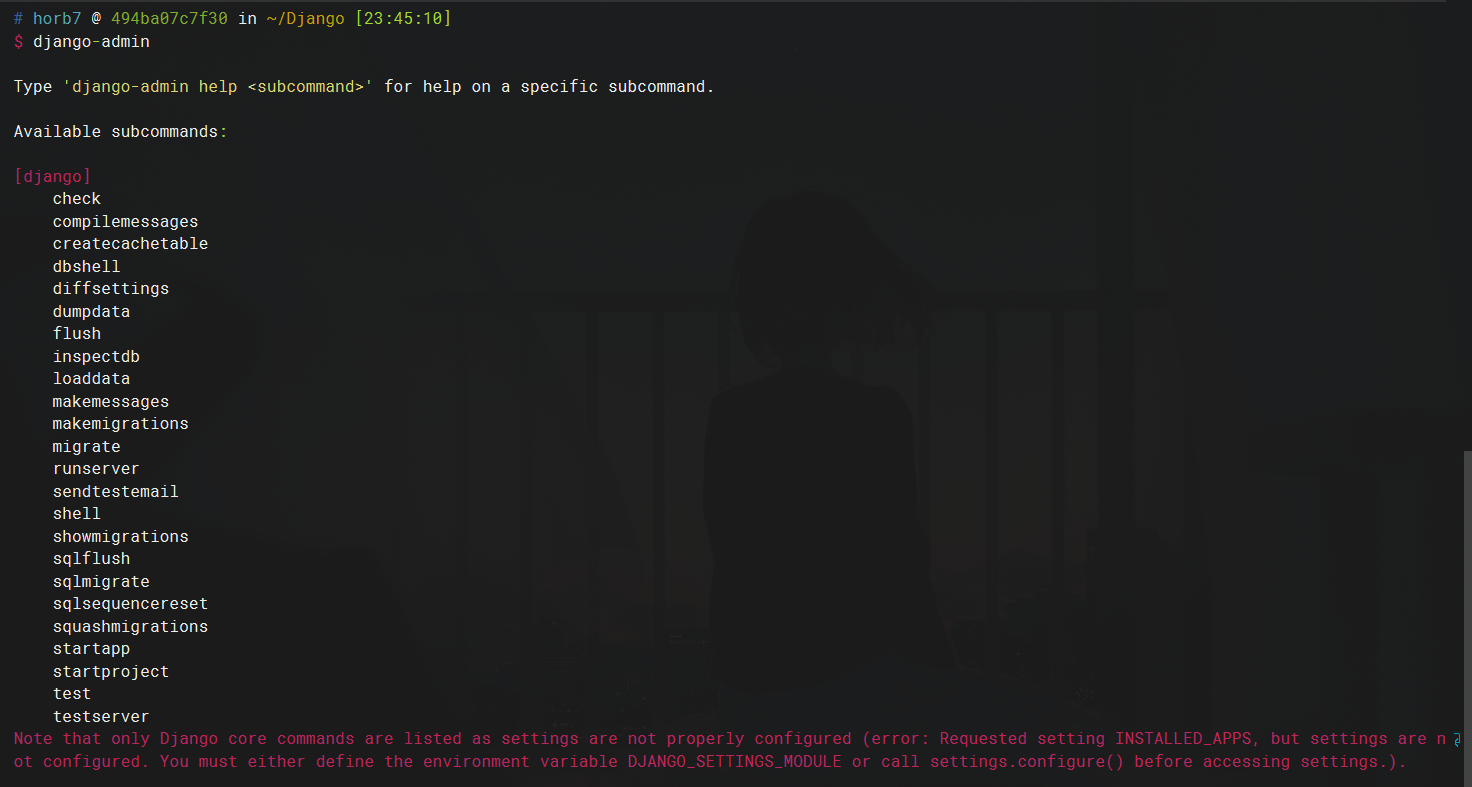 # horb7 @ 494ba07c7f30 in ~/Django [23:45:10]
$ django-admin
Type 'django-admin help <subcommand>' for help on a specific subcommand.
Available subcommands:
[django]
    check
    compilemessages
    createcachetable
    dbshell
    diffsettings
    dumpdata
    flush
    inspectdb
    loaddata
    makemessages
    makemigrations
    migrate
    runserver
    sendtestemail
    shell
    showmigrations
    sqlflush
    sqlmigrate
    sqlsequencereset
    squashmigrations
    startapp
    startproject
    test
    testserver
Note that only Django core commands are listed as settings are not properly configured (error: Requested setting INSTALLED_APPS, but settings are n
ot configured. You must either define the environment variable DJANGO_SETTINGS_MODULE or call settings.configure() before accessing settings.).